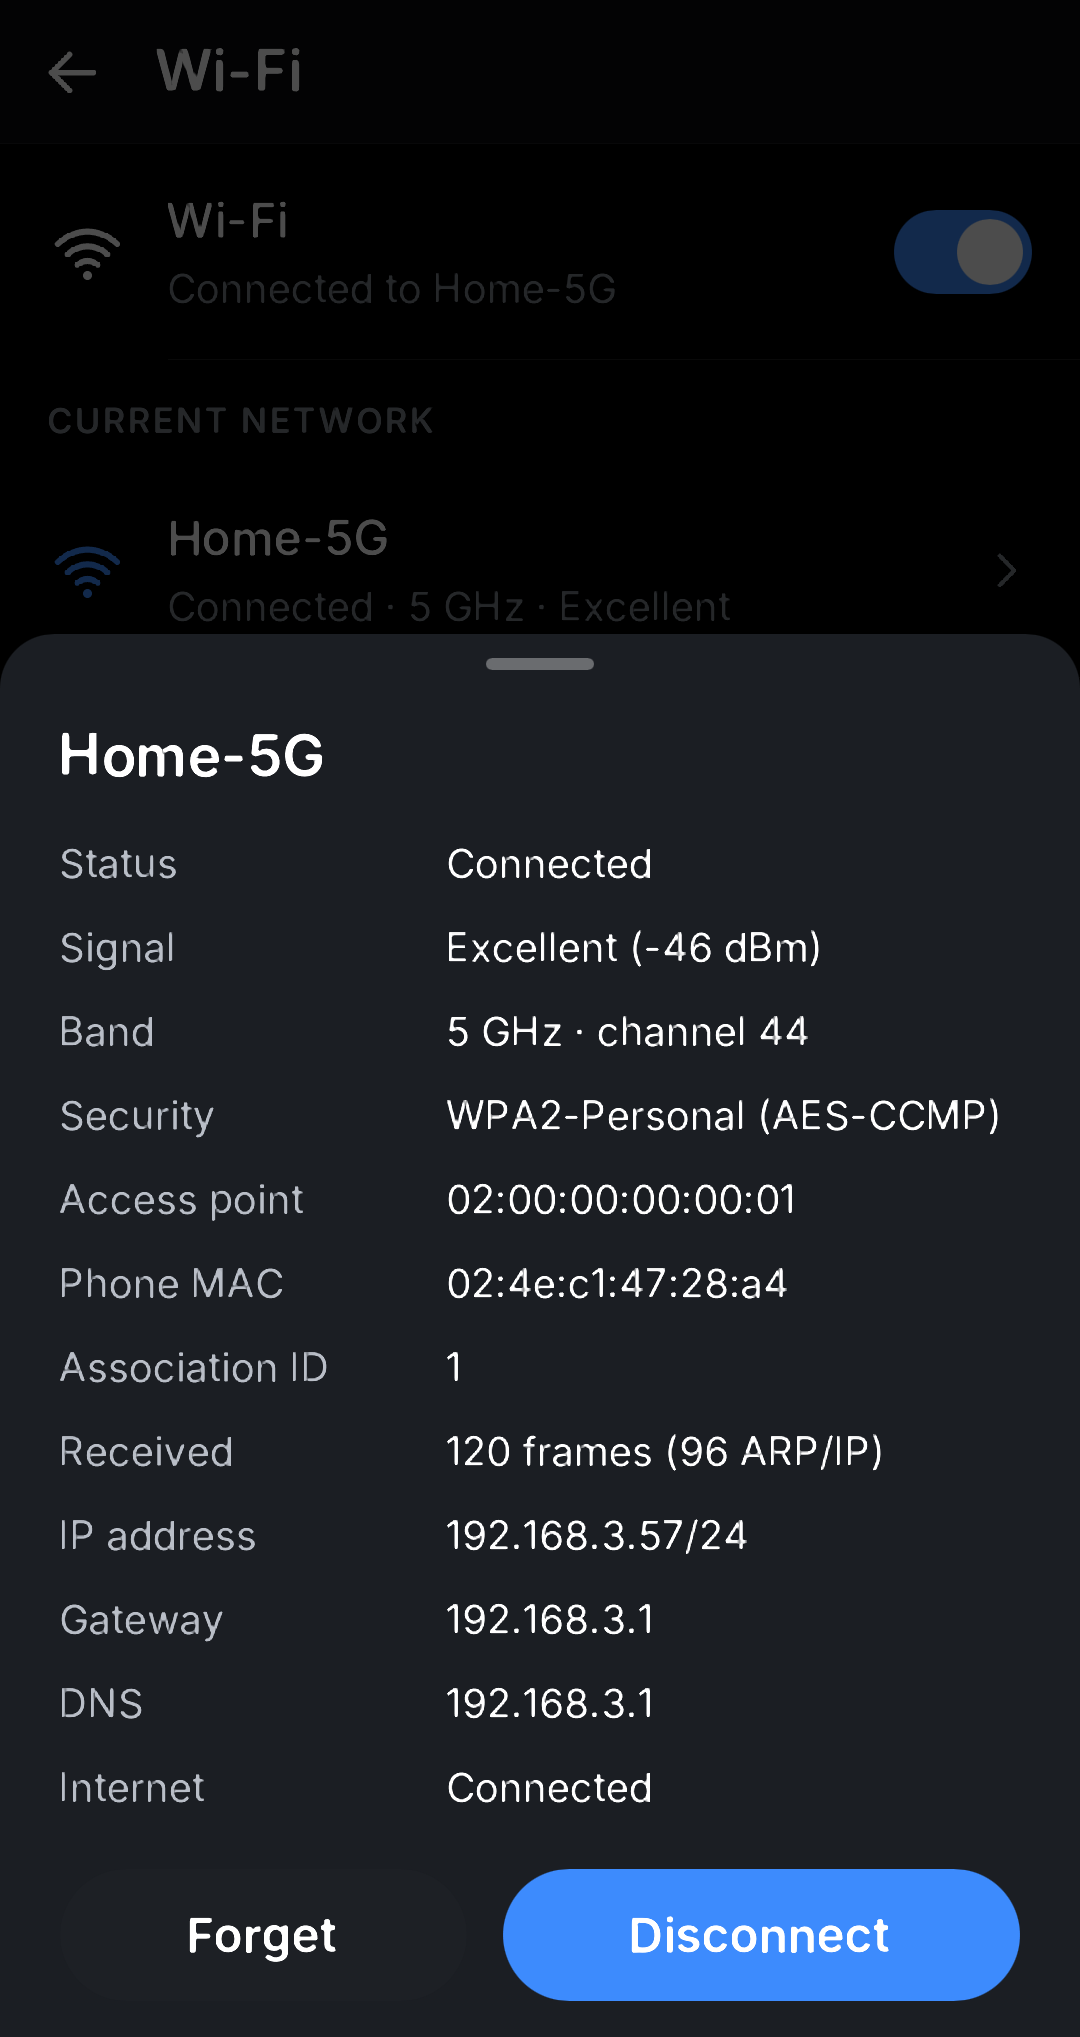 Wi-Fi
Wi-Fi
Connected to Home-5G
CURRENT NETWORK
Home-5G
Connected · 5 GHz · Excellent
Home-5G
Status Connected
Signal Excellent (-46 dBm)
Band 5 GHz · channel 44
Security WPA2-Personal (AES-CCMP)
Access point 02:00:00:00:00:01
Phone MAC 02:4e:c1:47:28:a4
Association ID 1
Received 120 frames (96 ARP/IP)
IP address 192.168.3.57/24
Gateway 192.168.3.1
DNS 192.168.3.1
Internet Connected
Forget Disconnect